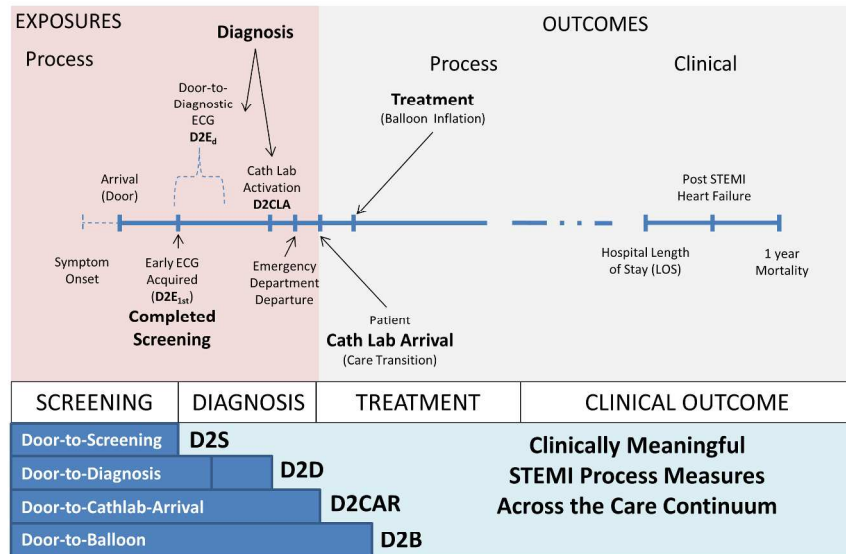 EXPOSURES
Process
Diagnosis
OUTCOMES
Process
Clinical
Door-to-
Diagnostic
ECG
D2Ed
Treatment
(Balloon Inflation)
Arrival
(Door)
Cath Lab
Activation
D2CLA
Post STEMI
Heart Failure
Symptom
Onset
Early ECG
Acquired
(D2E1st)
Completed
Screening
Emergency
Department
Departure
Patient
Cath Lab Arrival
(Care Transition)
Hospital Length
of Stay (LOS)
1 year
Mortality
SCREENING
DIAGNOSIS
TREATMENT
CLINICAL OUTCOME
Door-to-Screening
D2S
Door-to-Diagnosis
D2D
Door-to-Cathlab-Arrival
D2CAR
Door-to-Balloon
D2B
Clinically Meaningful
STEMI Process Measures
Across the Care Continuum